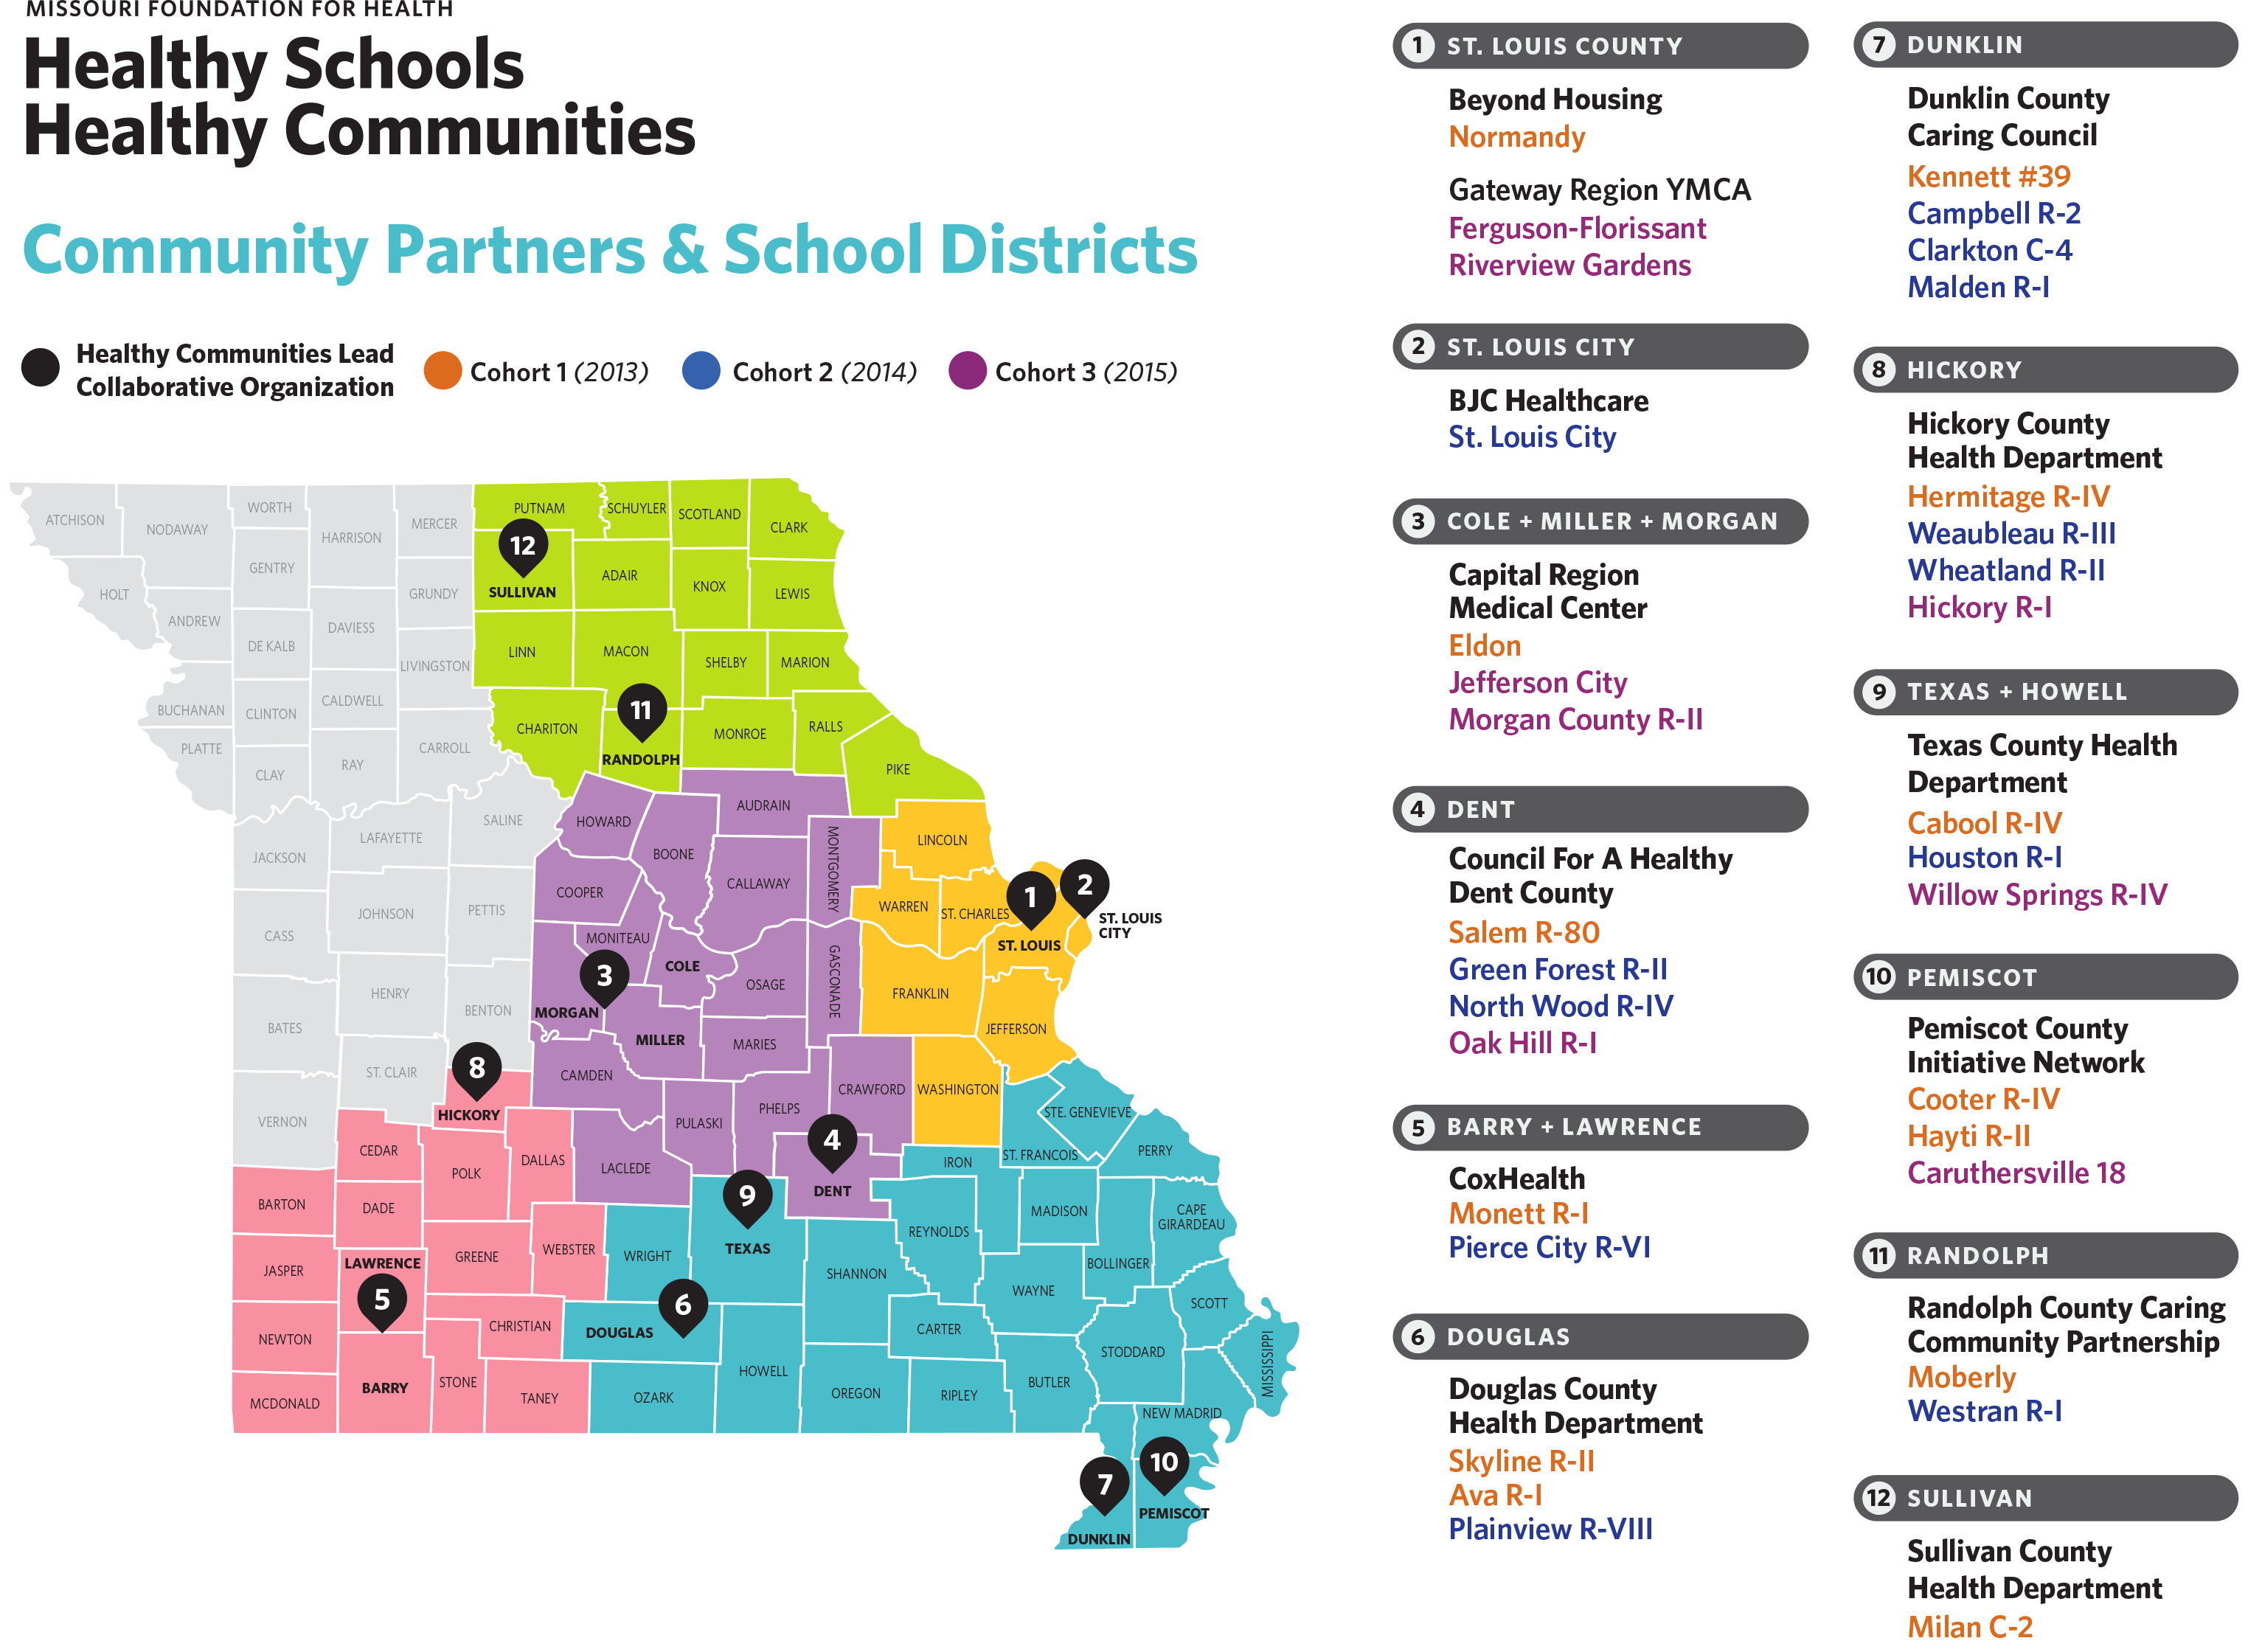 MISSOURI FOUNDATION FOR HEALTH
Healthy Schools
Healthy Communities
Community Partners & School Districts
Healthy Communities Lead
Collaborative Organization
Cohort 1 (2013)
Cohort 2 (2014)
Cohort 3 (2015)
ATCHISON
NODAWAY
WORTH
HARRISON
MERCER
PUTNAM
SCHUYLER
SCOTLAND
CLARK
HOLT
ANDREW
GENTRY
DAVIESS
GRUNDY
12
SULLIVAN
ADAIR
KNOX
LEWIS
DE KALB
LIVINGSTON
LINN
MACON
SHELBY
MARION
BUCHANAN
CLINTON
CALDWELL
CARROLL
CHARITON
11
RANDOLPH
MONROE
RALLS
PIKE
PLATTE
CLAY
RAY
SALINE
HOWARD
AUDRAIN
LINCOLN
JACKSON
LAFAYETTE
BOONE
CALLAWAY
MONTGOMERY
COOPER
WARREN
ST. CHARLES
1
ST. LOUIS
2
ST. LOUIS
CITY
CASS
JOHNSON
PETTIS
MONITEAU
3
MORGAN
COLE
OSAGE
GASCONADE
FRANKLIN
JEFFERSON
BATES
HENRY
BENTON
MILLER
MARIES
CAMDEN
CRAWFORD
WASHINGTON
VERNON
ST. CLAIR
8
HICKORY
PULASKI
PHELPS
4
DENT
STE. GENEVIEVE
ST. FRANCOIS
PERRY
IRON
CEDAR
POLK
DALLAS
LACLEDE
9
TEXAS
BARTON
DADE
REYNOLDS
MADISON
CAPE
GIRARDEAU
JASPER
LAWRENCE
5
GREENE
WEBSTER
WRIGHT
SHANNON
BOLLINGER
WAYNE
SCOTT
6
DOUGLAS
NEWTON
CHRISTIAN
CARTER
STODDARD
MISSISSIPPI
MCDONALD
BARRY
STONE
TANEY
OZARK
HOWELL
OREGON
RIPLEY
BUTLER
NEW MADRID
7
DUNKLIN
10
PEMISCOT
1 ST. LOUIS COUNTY
Beyond Housing
Normandy
Gateway Region YMCA
Ferguson-Florissant
Riverview Gardens
2 ST. LOUIS CITY
BJC Healthcare
St. Louis City
3 COLE + MILLER + MORGAN
Capital Region
Medical Center
Eldon
Jefferson City
Morgan County R-II
4 DENT
Council For A Healthy
Dent County
Salem R-80
Green Forest R-II
North Wood R-IV
Oak Hill R-I
5 BARRY + LAWRENCE
CoxHealth
Monett R-I
Pierce City R-VI
6 DOUGLAS
Douglas County
Health Department
Skyline R-II
Ava R-I
Plainview R-VIII
7 DUNKLIN
Dunklin County
Caring Council
Kennett #39
Campbell R-2
Clarkton C-4
Malden R-I
8 HICKORY
Hickory County
Health Department
Hermitage R-IV
Weaubleau R-III
Wheatland R-II
Hickory R-I
9 TEXAS + HOWELL
Texas County Health
Department
Cabool R-IV
Houston R-I
Willow Springs R-IV
10 PEMISCOT
Pemiscot County
Initiative Network
Cooter R-IV
Hayti R-II
Caruthersville 18
11 RANDOLPH
Randolph County Caring
Community Partnership
Moberly
Westran R-I
12 SULLIVAN
Sullivan County
Health Department
Milan C-2